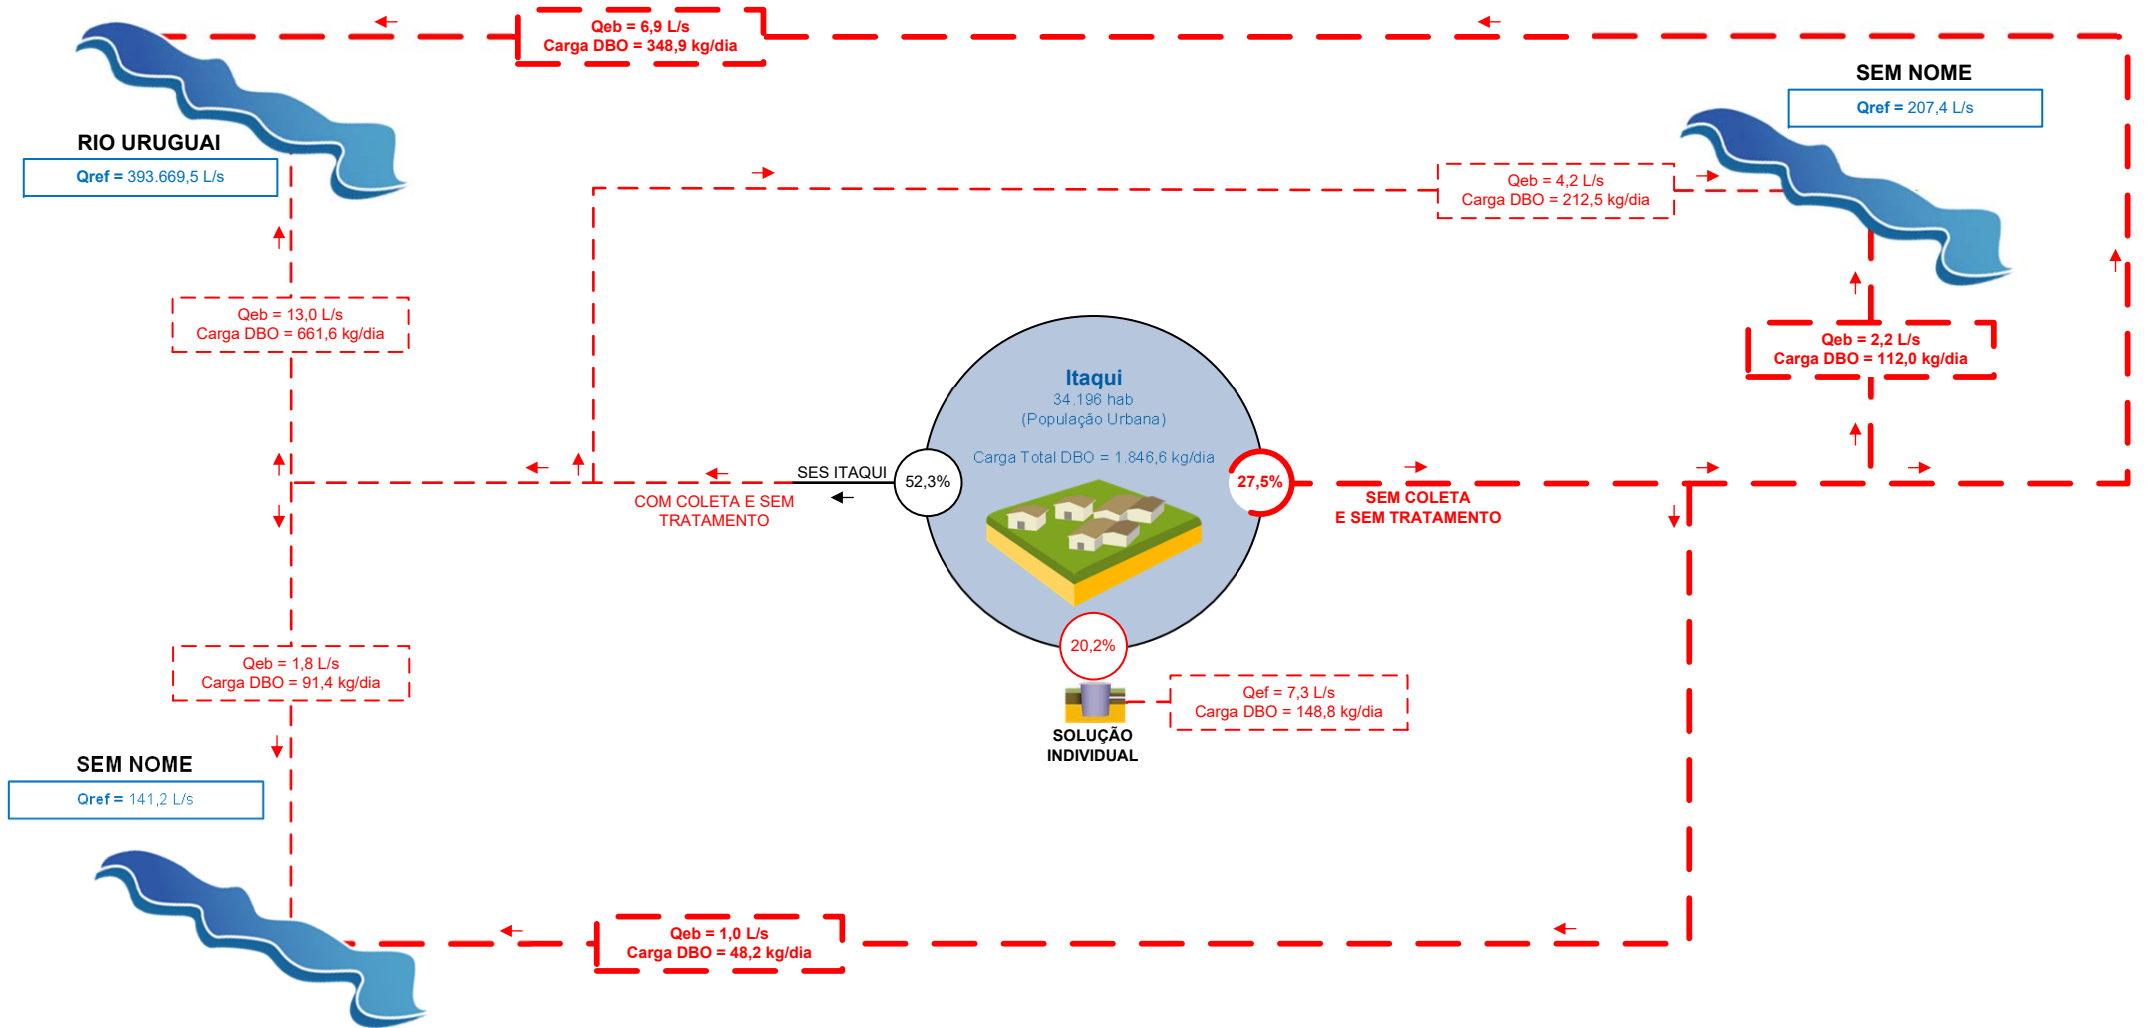 Qeb = 6,9 L/s
Carga DBO = 348,9 kg/dia
SEM NOME
Qref = 207,4 L/s
RIO URUGUAI
Qref = 393.669,5 L/s
Qeb = 4,2 L/s
Carga DBO = 212,5 kg/dia
Qeb = 13,0 L/s
Carga DBO = 661,6 kg/dia
Qeb = 2,2 L/s
Carga DBO = 112,0 kg/dia
Itaqui
34.196 hab
(População Urbana)
Carga Total DBO = 1.846,6 kg/dia
SES ITAQUI
52,3%
27,5%
COM COLETA E SEM
TRATAMENTO
SEM COLETA
E SEM TRATAMENTO
20,2%
Qeb = 1,8 L/s
Carga DBO = 91,4 kg/dia
Qef = 7,3 L/s
Carga DBO = 148,8 kg/dia
SOLUÇÃO
INDIVIDUAL
SEM NOME
Qref = 141,2 L/s
Qeb = 1,0 L/s
Carga DBO = 48,2 kg/dia